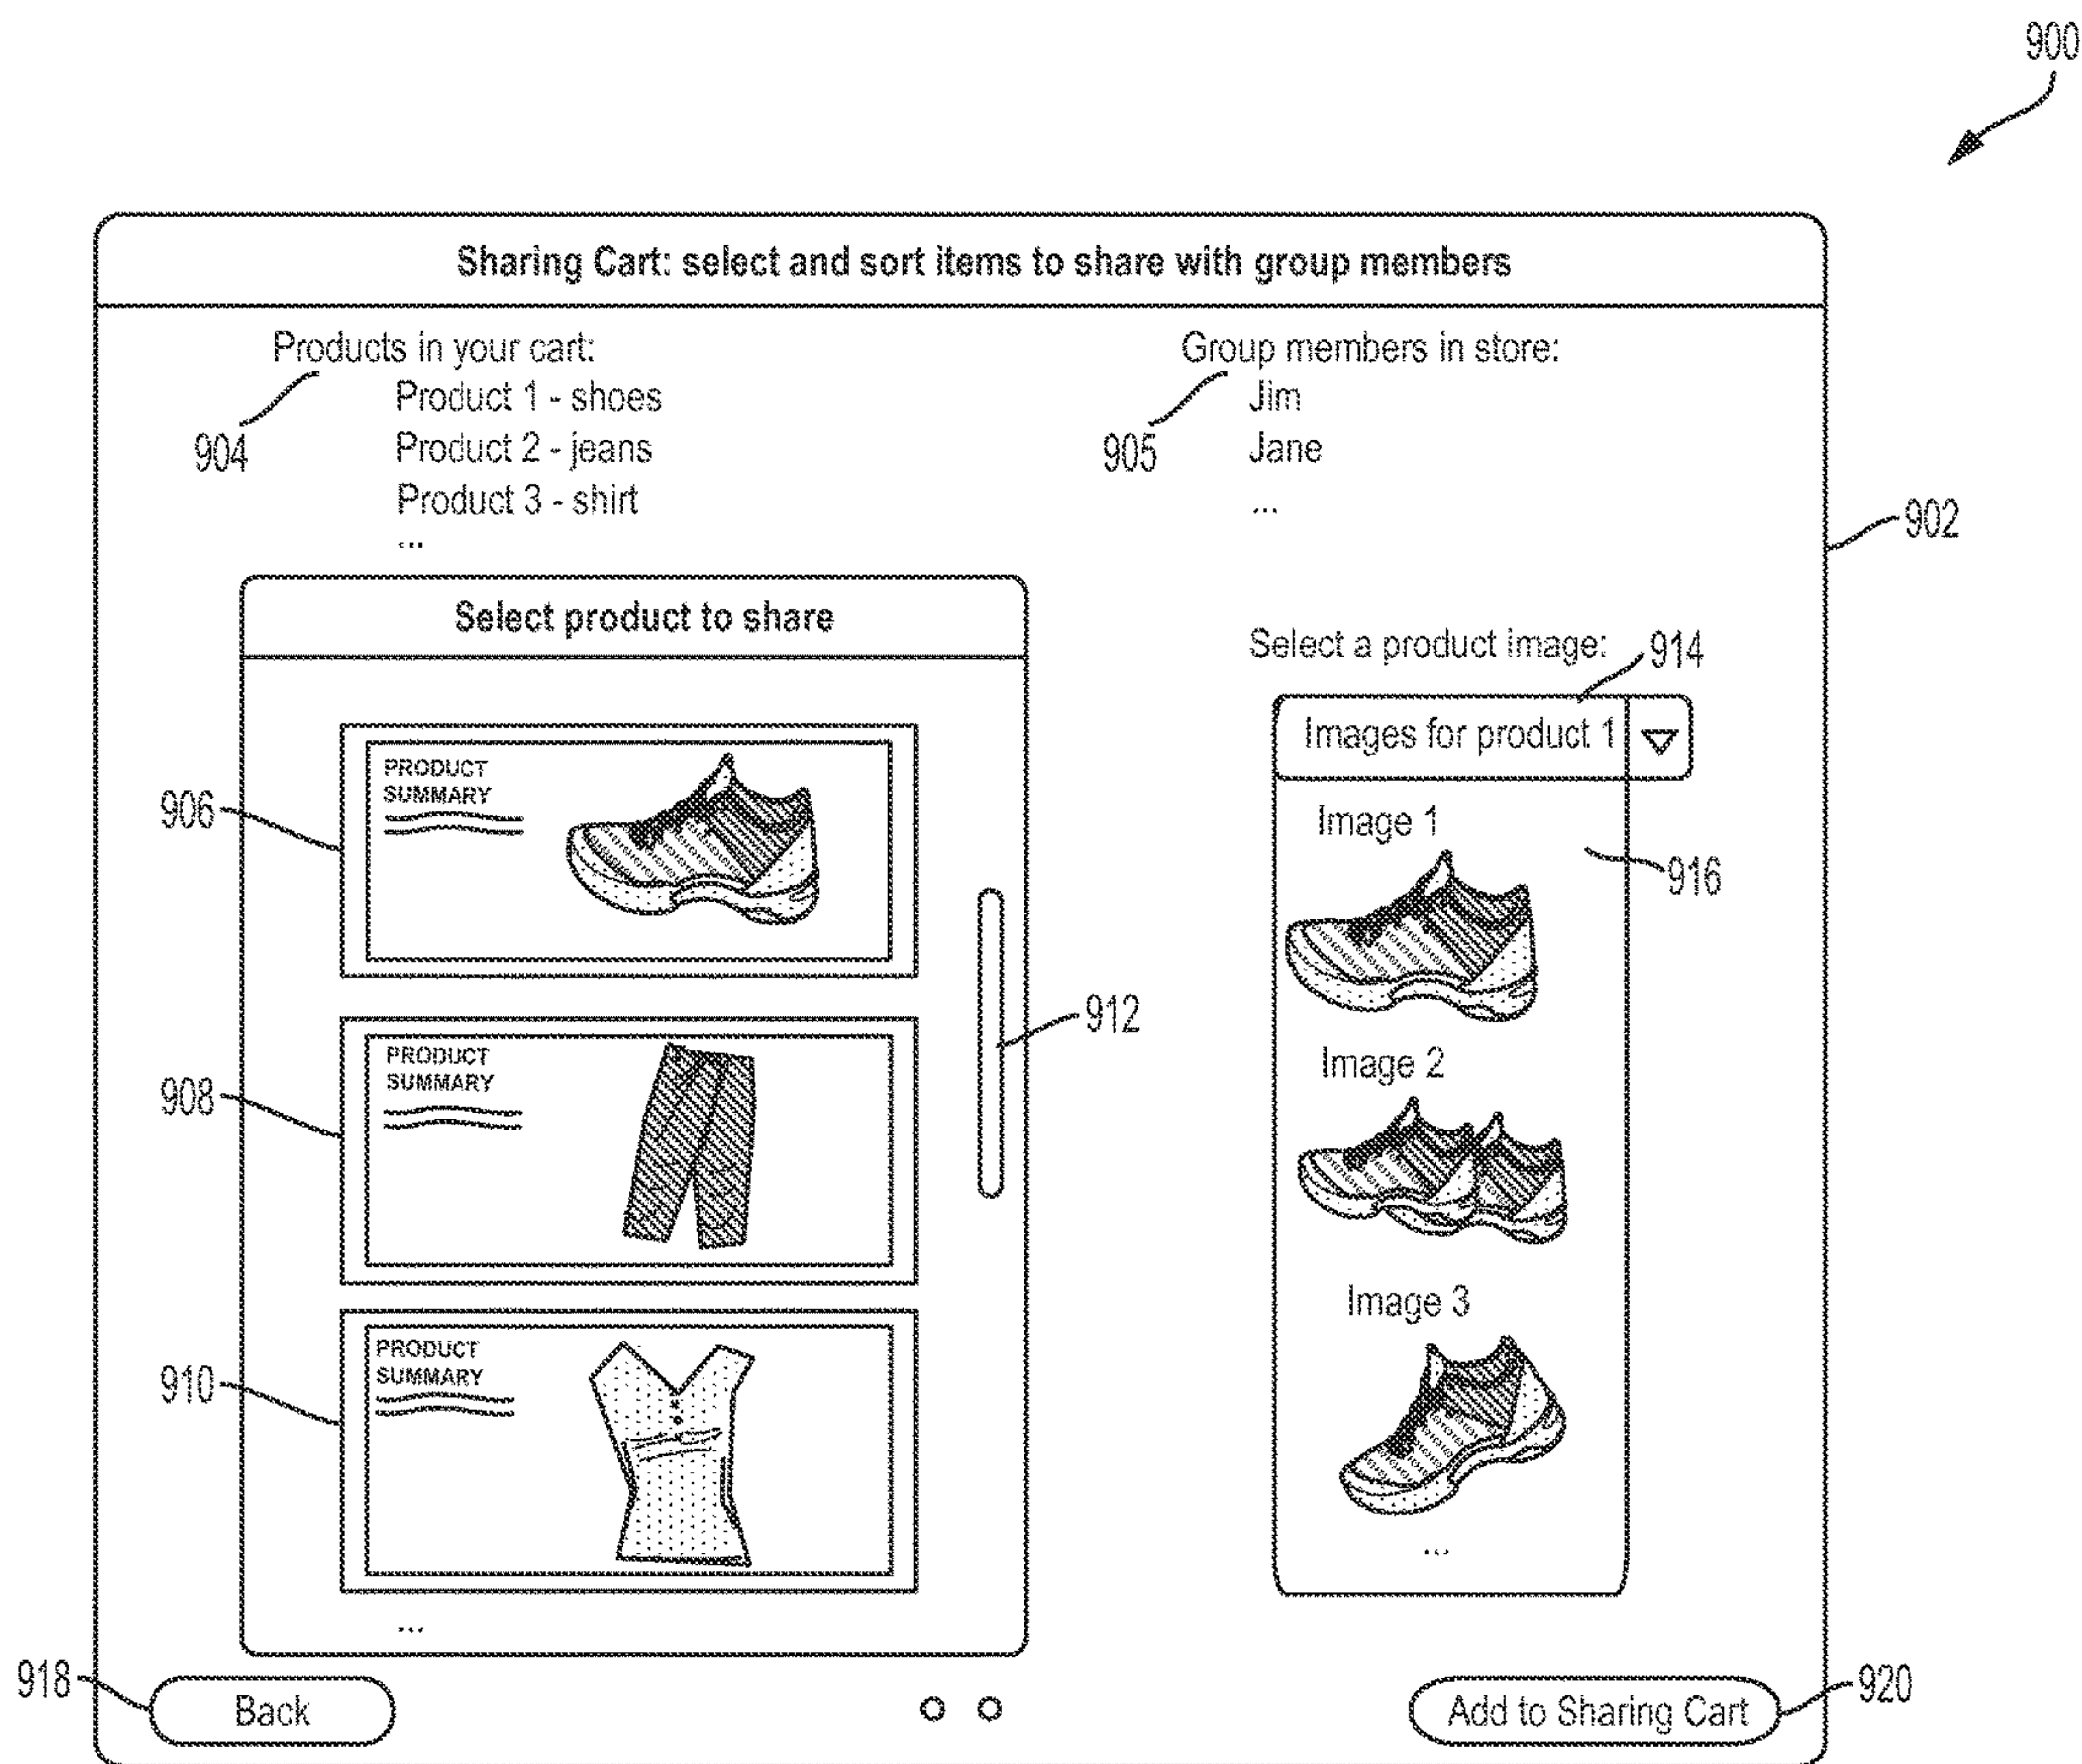 900
Sharing Cart: select and sort items to share with group members
Products in your cart:
Product 1 - shoes
Product 2 - jeans
Product 3 - shirt
...
904
Group members in store:
Jim
Jane
...
905
902
Select product to share
PRODUCT
SUMMARY
906
PRODUCT
SUMMARY
908
PRODUCT
SUMMARY
910
...
912
Select a product image:
914
Images for product 1
Image 1
916
Image 2
Image 3
...
918
Back
Add to Sharing Cart
920